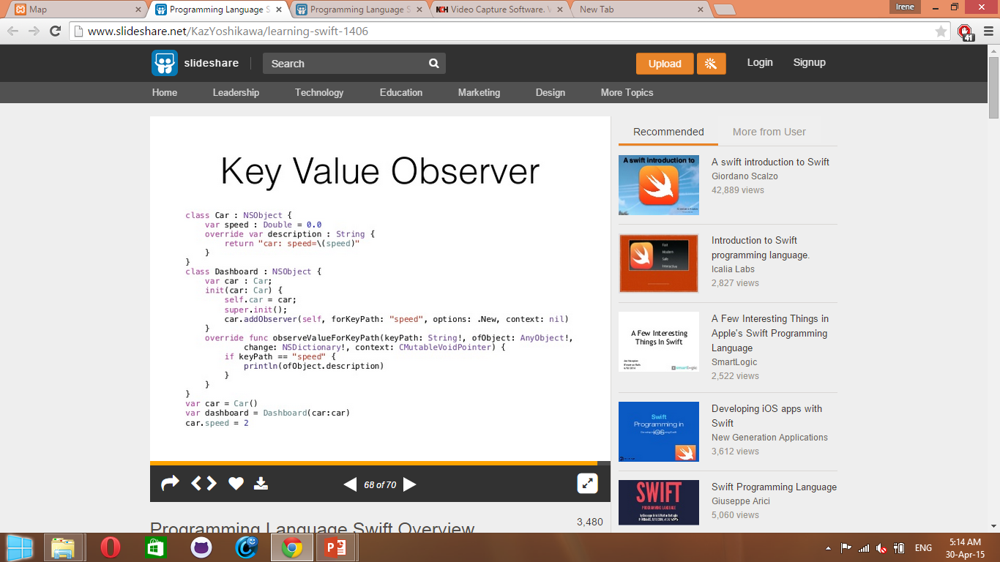 Map
Programming Language S
Programming Language S
NCH Video Capture Software. V
New Tab
Irene
www.slideshare.net/KazYoshikawa/learning-swift-1406
41
slideshare
Search
Upload
Login
Signup
Home
Leadership
Technology
Education
Marketing
Design
More Topics
Key Value Observer
class Car : NSObject {
var speed : Double = 0.0
override var description : String {
return "car: speed=\(speed)"
}
}
class Dashboard : NSObject {
var car : Car;
init(car: Car) {
self.car = car;
super.init();
car.addObserver(self, forKeyPath: "speed", options: .New, context: nil)
}
override func observeValueForKeyPath(keyPath: String!, ofObject: AnyObject!,
change: NSDictionary!, context: CMutableVoidPointer) {
if keyPath == "speed" {
println(ofObject.description)
}
}
}
var car = Car()
var dashboard = Dashboard(car:car)
car.speed = 2
68 of 70
Programming Language Swift Overview
3,480
Recommended
More from User
A swift introduction to
A swift introduction to Swift
Giordano Scalzo
42,889 views
Fast
Modern
Safe
Interactive
Introduction to Swift
programming language.
Icalia Labs
2,827 views
A Few Interesting
Things In Swift
smartlogic
A Few Interesting Things in
Apple's Swift Programming
Language
SmartLogic
2,522 views
Swift
Programming in
iOS
Developing iOS apps with
Swift
New Generation Applications
3,612 views
SWIFT
PROGRAMMING LANGUAGE
Swift Programming Language
Giuseppe Arici
5,060 views
ENG
5:14 AM
30-Apr-15